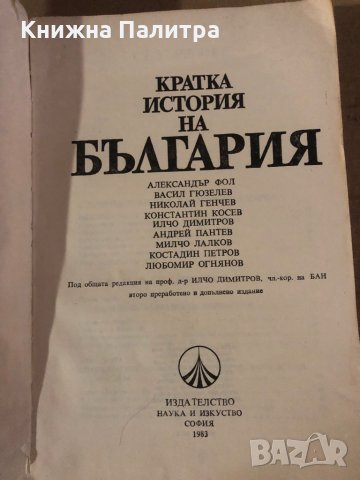 Книжна Палитра
КРАТКА
ИСТОРИЯ
НА
БЪЛГАРИЯ
АЛЕКСАНДЪР ФОЛ
ВАСИЛ ГЮЗЕЛЕВ
НИКОЛАЙ ГЕНЧЕВ
КОНСТАНТИН КОСЕВ
ИЛЧО ДИМИТРОВ
АНДРЕЙ ПАНТЕВ
МИЛЧО ЛАЛКОВ
КОСТАДИН ПЕТРОВ
ЛЮБОМИР ОГНЯНОВ
Под общата редакция на проф. д-р ИЛЧО ДИМИТРОВ, чл.-кор. на БАН
второ преработено и допълнено издание
ИЗДАТЕЛСТВО
НАУКА И ИЗКУСТВО
СОФИЯ
1983
BAZAR